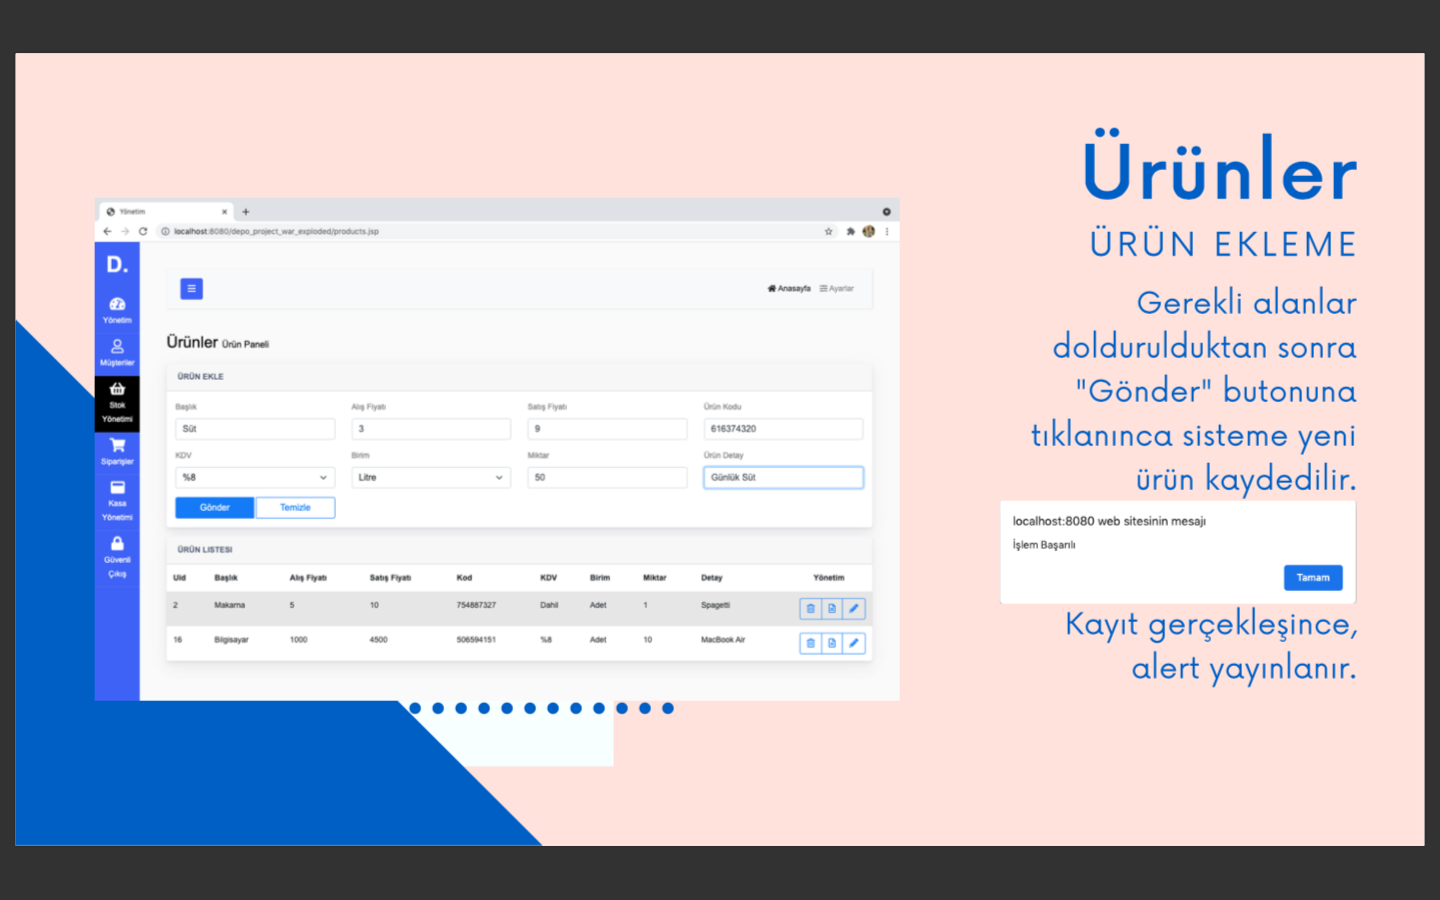 Yönetim
localhost:8080/depo_project_war_exploded/products.jsp
D.
Yönetim
Müşteriler
Stok
Yönetimi
Siparişler
Kasa
Yönetimi
Güvenli
Çıkış
Anasayfa Ayarlar
Ürünler Ürün Paneli
ÜRÜN EKLE
Başlık Alış Fiyatı Satış Fiyatı Ürün Kodu
Süt 3 9 616374320
KDV Birim Miktar Ürün Detay
%8 Litre 50 Günlük Süt
Gönder Temizle
ÜRÜN LISTESI
Uid Başlık Alış Fiyatı Satış Fiyatı Kod KDV Birim Miktar Detay Yönetim
2 Makarna 5 10 754887327 Dahil Adet 1 Spagetti
16 Bilgisayar 1000 4500 506594151 %8 Adet 10 MacBook Air
Ürünler
ÜRÜN EKLEME
Gerekli alanlar
doldurulduktan sonra
"Gönder" butonuna
tıklanınca sisteme yeni
ürün kaydedilir.
localhost:8080 web sitesinin mesajı
İşlem Başarılı
Tamam
Kayıt gerçekleşince,
alert yayınlanır.